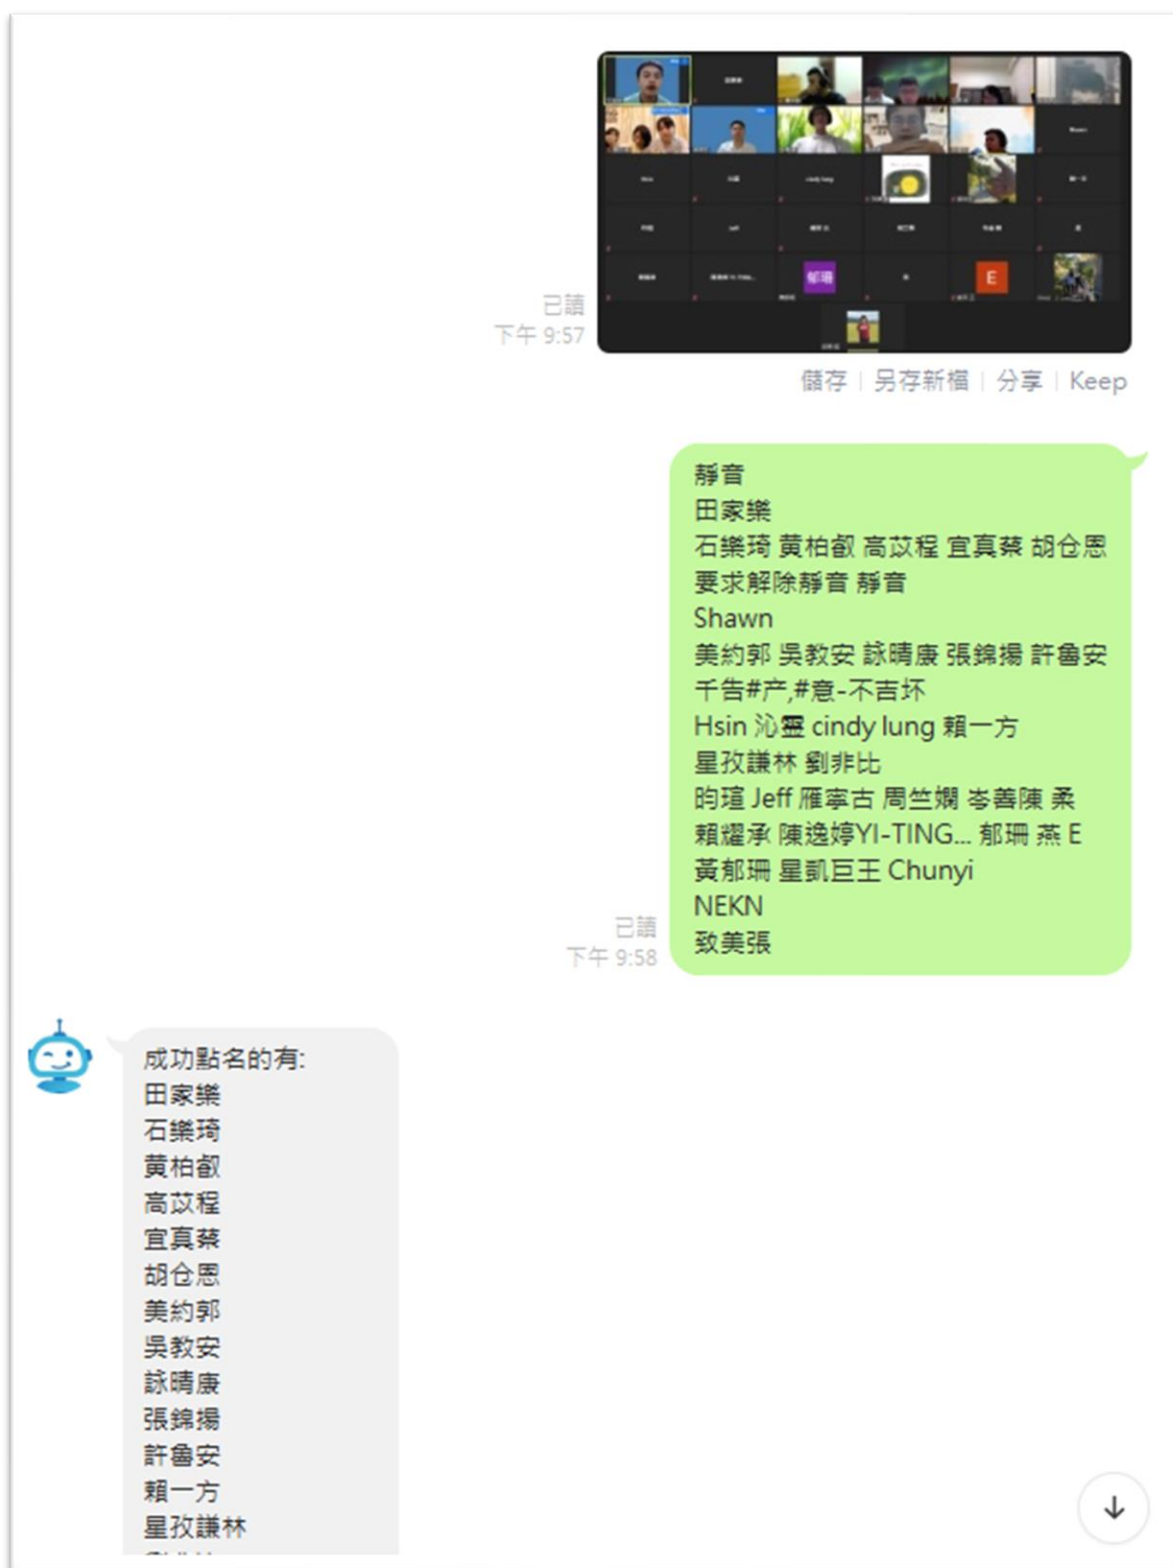 Shawn
cindy lung
Jeff
郁珊
E
已讀
下午 9:57
儲存 | 另存新檔 | 分享 | Keep
靜音
田家樂
石樂琦 黄柏叡 高苡程 宜真蔡 胡仓恩
要求解除靜音 靜音
Shawn
美約郭 吳教安 詠晴康 張錦揚 許魯安
千告#产,#意-不吉坏
Hsin 沁靈 cindy lung 賴一方
星孜謙林 劉非比
昀瑄 Jeff 雁寧古 周竺嫻 岑善陳 柔
賴耀承 陳逸婷YI-TING... 郁珊 燕 E
黃郁珊 星凱巨王 Chunyi
NEKN
致美張
已讀
下午 9:58
成功點名的有:
田家樂
石樂琦
黄柏叡
高苡程
宜真蔡
胡仓恩
美約郭
吳教安
詠晴康
張錦揚
許魯安
賴一方
星孜謙林